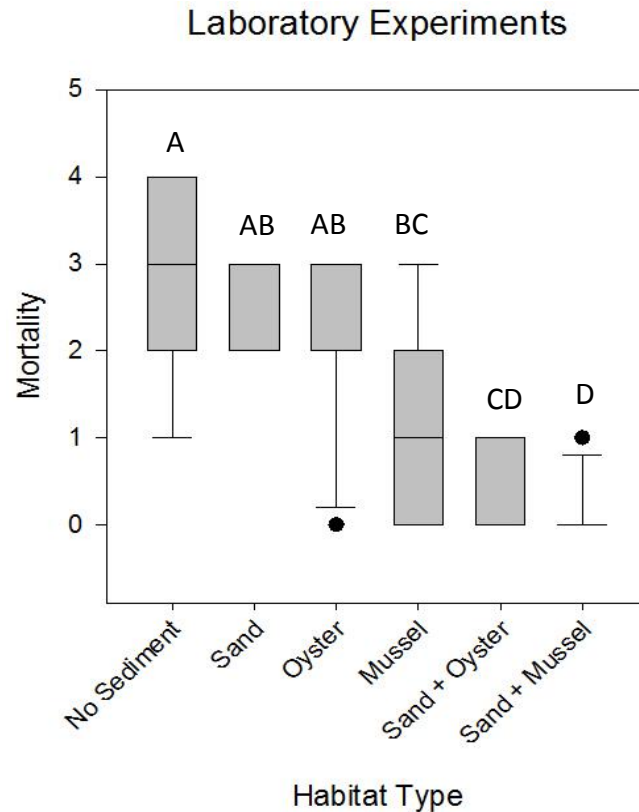 Laboratory Experiments
5
4
3
2
1
0
Mortality
A
AB
AB
BC
CD
D
No Sediment
Sand
Oyster
Mussel
Sand + Oyster
Sand + Mussel
Habitat Type